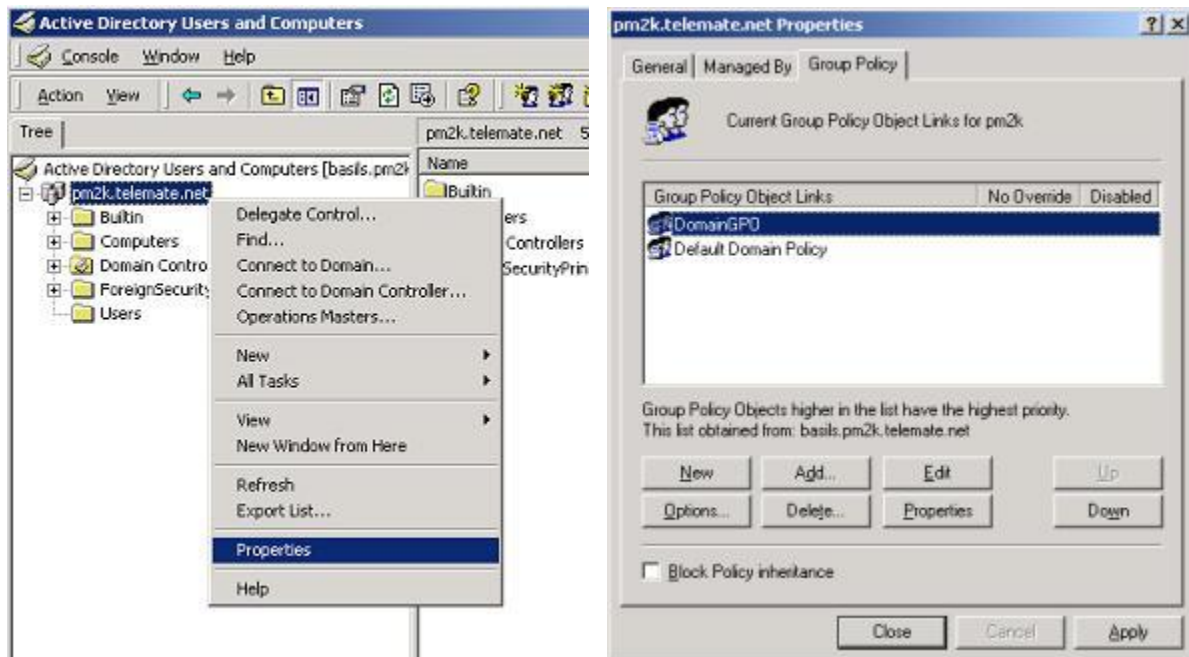 Active Directory Users and Computers
Console Window Help
Action View
Tree
pm2k.telemate.net 5
Active Directory Users and Computers [basils.pm2k
Name
pm2k.telemate.net
Builtin
Builtin
Computers
ers
Domain Contro
Controllers
ForeignSecurity
SecurityPrin
Users
Delegate Control...
Find...
Connect to Domain...
Connect to Domain Controller...
Operations Masters...
New
All Tasks
View
New Window from Here
Refresh
Export List...
Properties
Help
pm2k.telemate.net Properties
General Managed By Group Policy
Current Group Policy Object Links for pm2k
Group Policy Object Links No Override Disabled
DomainGPO
Default Domain Policy
Group Policy Objects higher in the list have the highest priority.
This list obtained from: basils.pm2k.telemate.net
New Add... Edit Up
Options... Delete... Properties Down
Block Policy inheritance
Close Cancel Apply